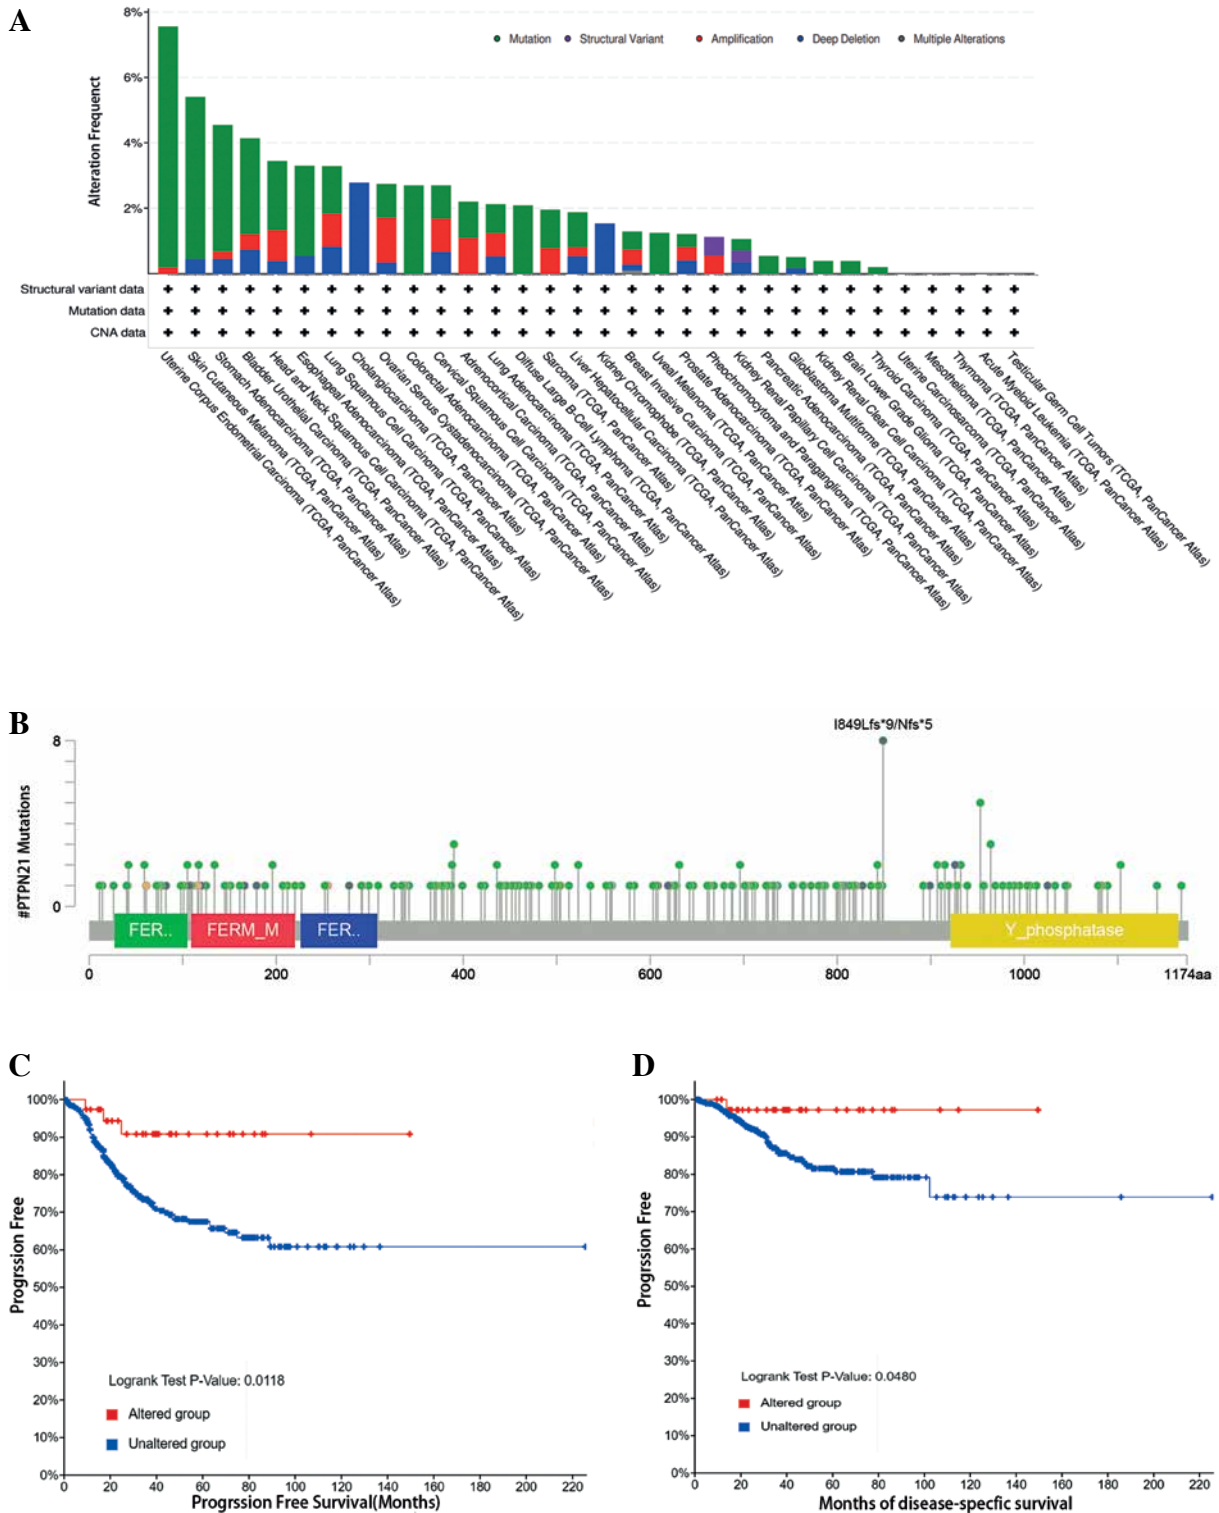 A
8%
6%
4%
2%
Alteration Frequenct
Mutation
Structural Variant
Amplification
Deep Deletion
Multiple Alterations
Structural variant data
Mutation data
CNA data
Uterine Corpus Endometrial Carcinoma (TCGA, PanCancer Atlas)
Skin Cutaneous Melanoma (TCGA, PanCancer Atlas)
Stomach Adenocarcinoma (TCGA, PanCancer Atlas)
Bladder Urothelial Carcinoma (TCGA, PanCancer Atlas)
Head and Neck Squamous Cell Carcinoma (TCGA, PanCancer Atlas)
Esophageal Adenocarcinoma (TCGA, PanCancer Atlas)
Lung Squamous Cell Carcinoma (TCGA, PanCancer Atlas)
Cholangiocarcinoma (TCGA, PanCancer Atlas)
Ovarian Serous Cystadenocarcinoma (TCGA, PanCancer Atlas)
Colorectal Adenocarcinoma (TCGA, PanCancer Atlas)
Cervical Squamous Cell Carcinoma (TCGA, PanCancer Atlas)
Adrenocortical Carcinoma (TCGA, PanCancer Atlas)
Lung Adenocarcinoma (TCGA, PanCancer Atlas)
Diffuse Large B-Cell Lymphoma (TCGA, PanCancer Atlas)
Sarcoma (TCGA, PanCancer Atlas)
Liver Hepatocellular Carcinoma (TCGA, PanCancer Atlas)
Kidney Chromophobe (TCGA, PanCancer Atlas)
Breast Invasive Carcinoma (TCGA, PanCancer Atlas)
Uveal Melanoma (TCGA, PanCancer Atlas)
Prostate Adenocarcinoma (TCGA, PanCancer Atlas)
Pheochromocytoma and Paraganglioma (TCGA, PanCancer Atlas)
Kidney Renal Papillary Cell Carcinoma (TCGA, PanCancer Atlas)
Pancreatic Adenocarcinoma (TCGA, PanCancer Atlas)
Glioblastoma Multiforme (TCGA, PanCancer Atlas)
Kidney Renal Clear Cell Carcinoma (TCGA, PanCancer Atlas)
Brain Lower Grade Glioma (TCGA, PanCancer Atlas)
Thyroid Carcinoma (TCGA, PanCancer Atlas)
Uterine Carcinosarcoma (TCGA, PanCancer Atlas)
Mesothelioma (TCGA, PanCancer Atlas)
Thymoma (TCGA, PanCancer Atlas)
Acute Myeloid Leukemia (TCGA, PanCancer Atlas)
Testicular Germ Cell Tumors (TCGA, PanCancer Atlas)
B
#PTPN21 Mutations
8
0
I849Lfs*9/Nfs*5
FER.. FERM_M FER.. Y_phosphatase
0 200 400 600 800 1000 1174aa
C
Progrssion Free
100%
90%
80%
70%
60%
50%
40%
30%
20%
10%
0%
Logrank Test P-Value: 0.0118
Altered group
Unaltered group
0 20 40 60 80 100 120 140 160 180 200 220
Progrssion Free Survival(Months)
D
Progrssion Free
100%
90%
80%
70%
60%
50%
40%
30%
20%
10%
0%
Logrank Test P-Value: 0.0480
Altered group
Unaltered group
0 20 40 60 80 100 120 140 160 180 200 220
Months of disease-specfic survival